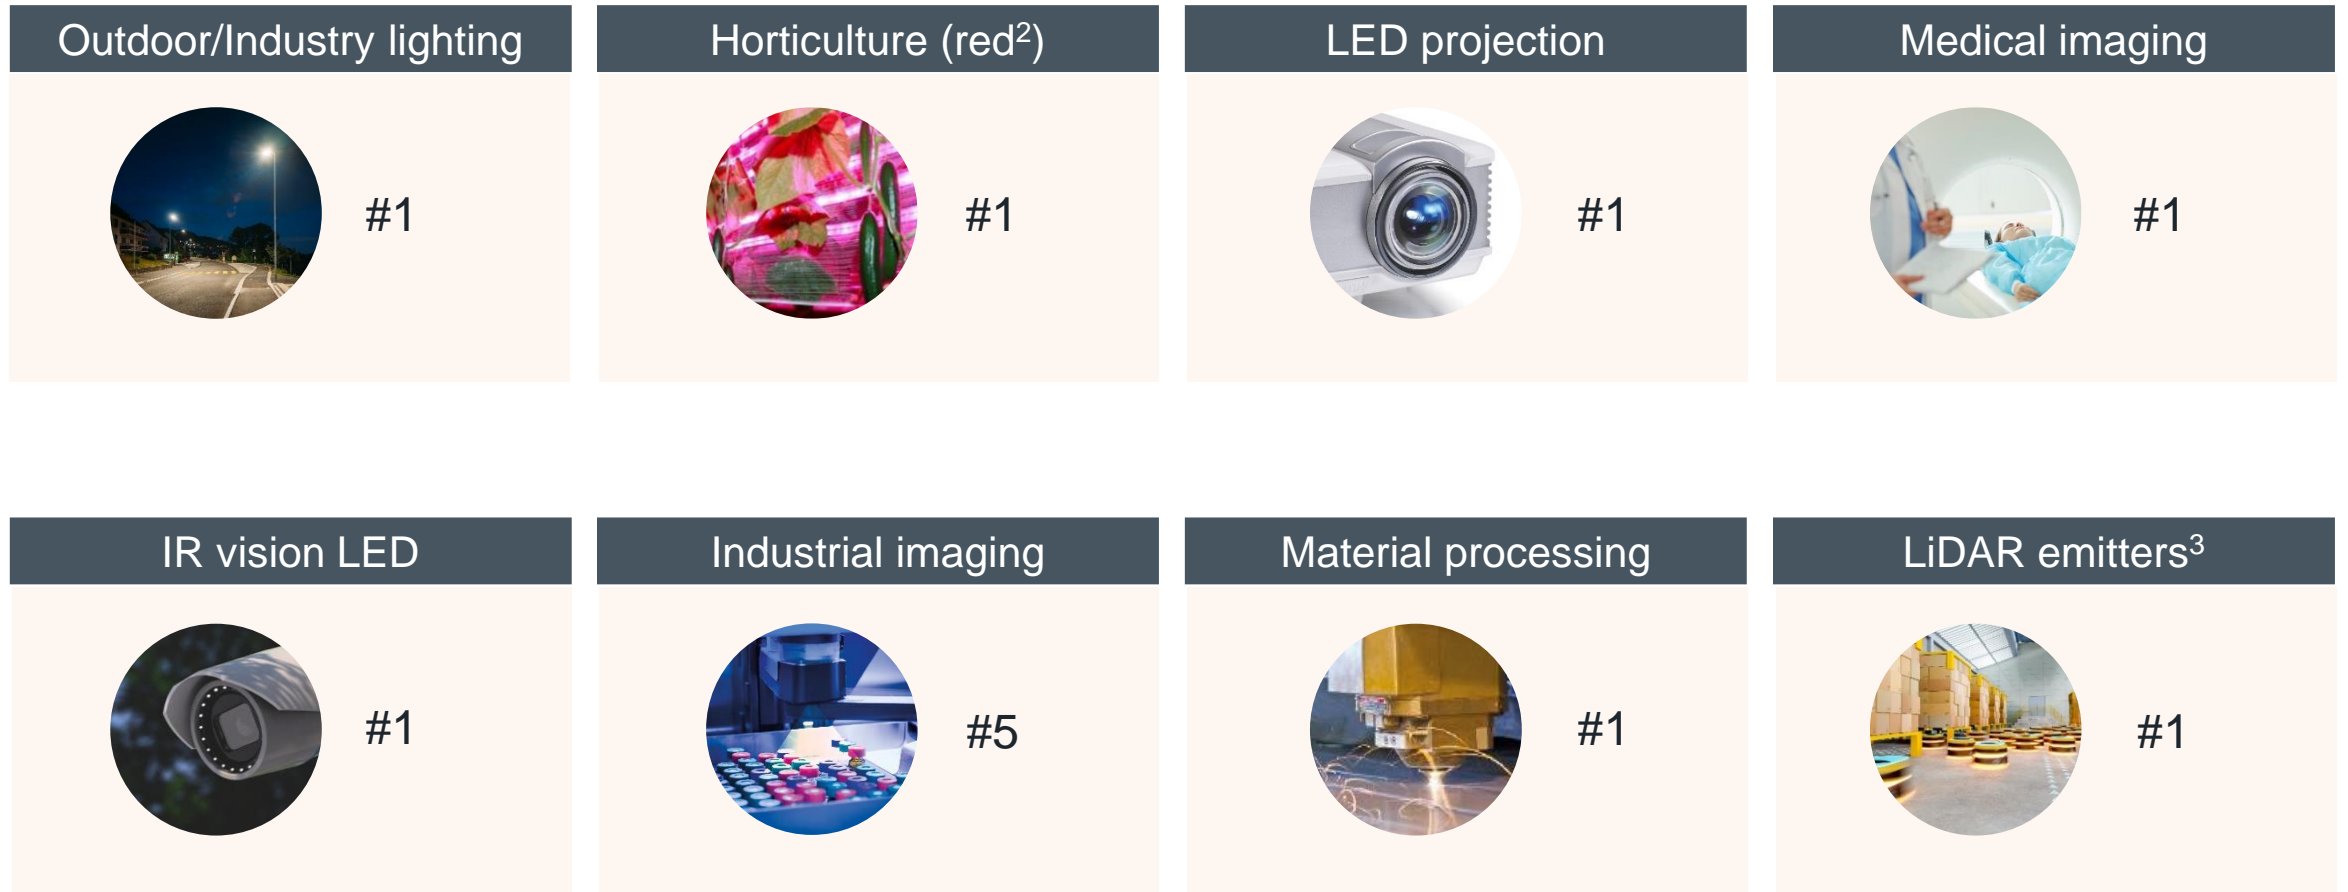 Outdoor/Industry lighting
#1
Horticulture (red²)
#1
LED projection
#1
Medical imaging
#1
IR vision LED
#1
Industrial imaging
#5
Material processing
#1
LiDAR emitters³
#1